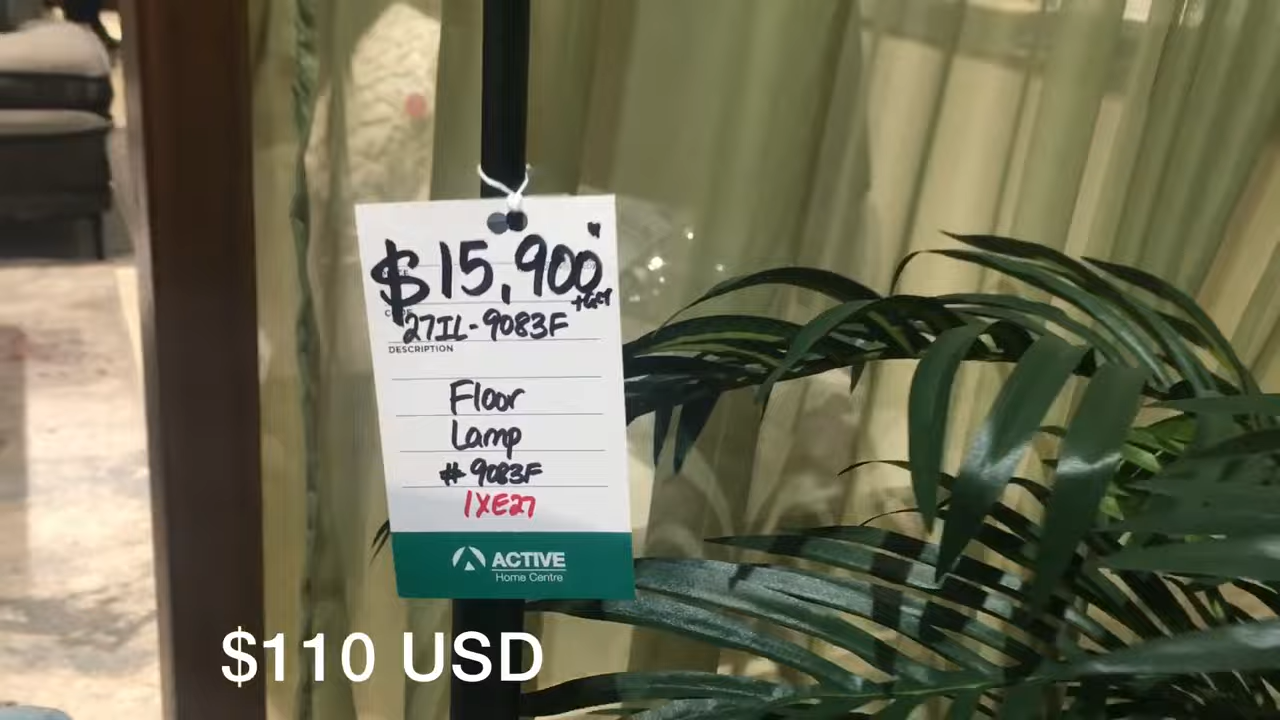 $15,900
+GCT
27IL-9083F
DESCRIPTION
Floor
Lamp
# 9083F
1XE27
ACTIVE
Home Centre
$110 USD